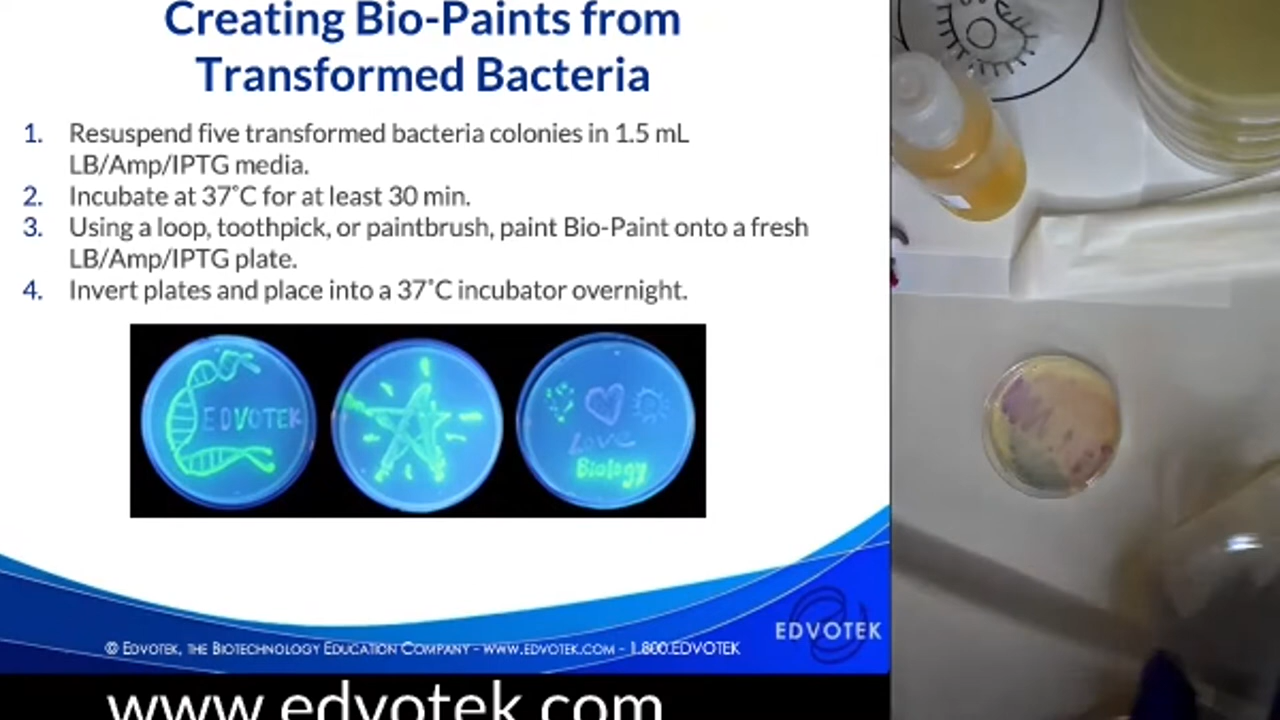 Creating Bio-Paints from
Transformed Bacteria
1. Resuspend five transformed bacteria colonies in 1.5 mL
LB/Amp/IPTG media.
2. Incubate at 37˚C for at least 30 min.
3. Using a loop, toothpick, or paintbrush, paint Bio-Paint onto a fresh
LB/Amp/IPTG plate.
4. Invert plates and place into a 37˚C incubator overnight.
EDVOTEK
Love
Biology
EDVOTEK
© EDVOTEK, THE BIOTECHNOLOGY EDUCATION COMPANY - WWW.EDVOTEK.COM - 1.800.EDVOTEK
www.edvotek.com